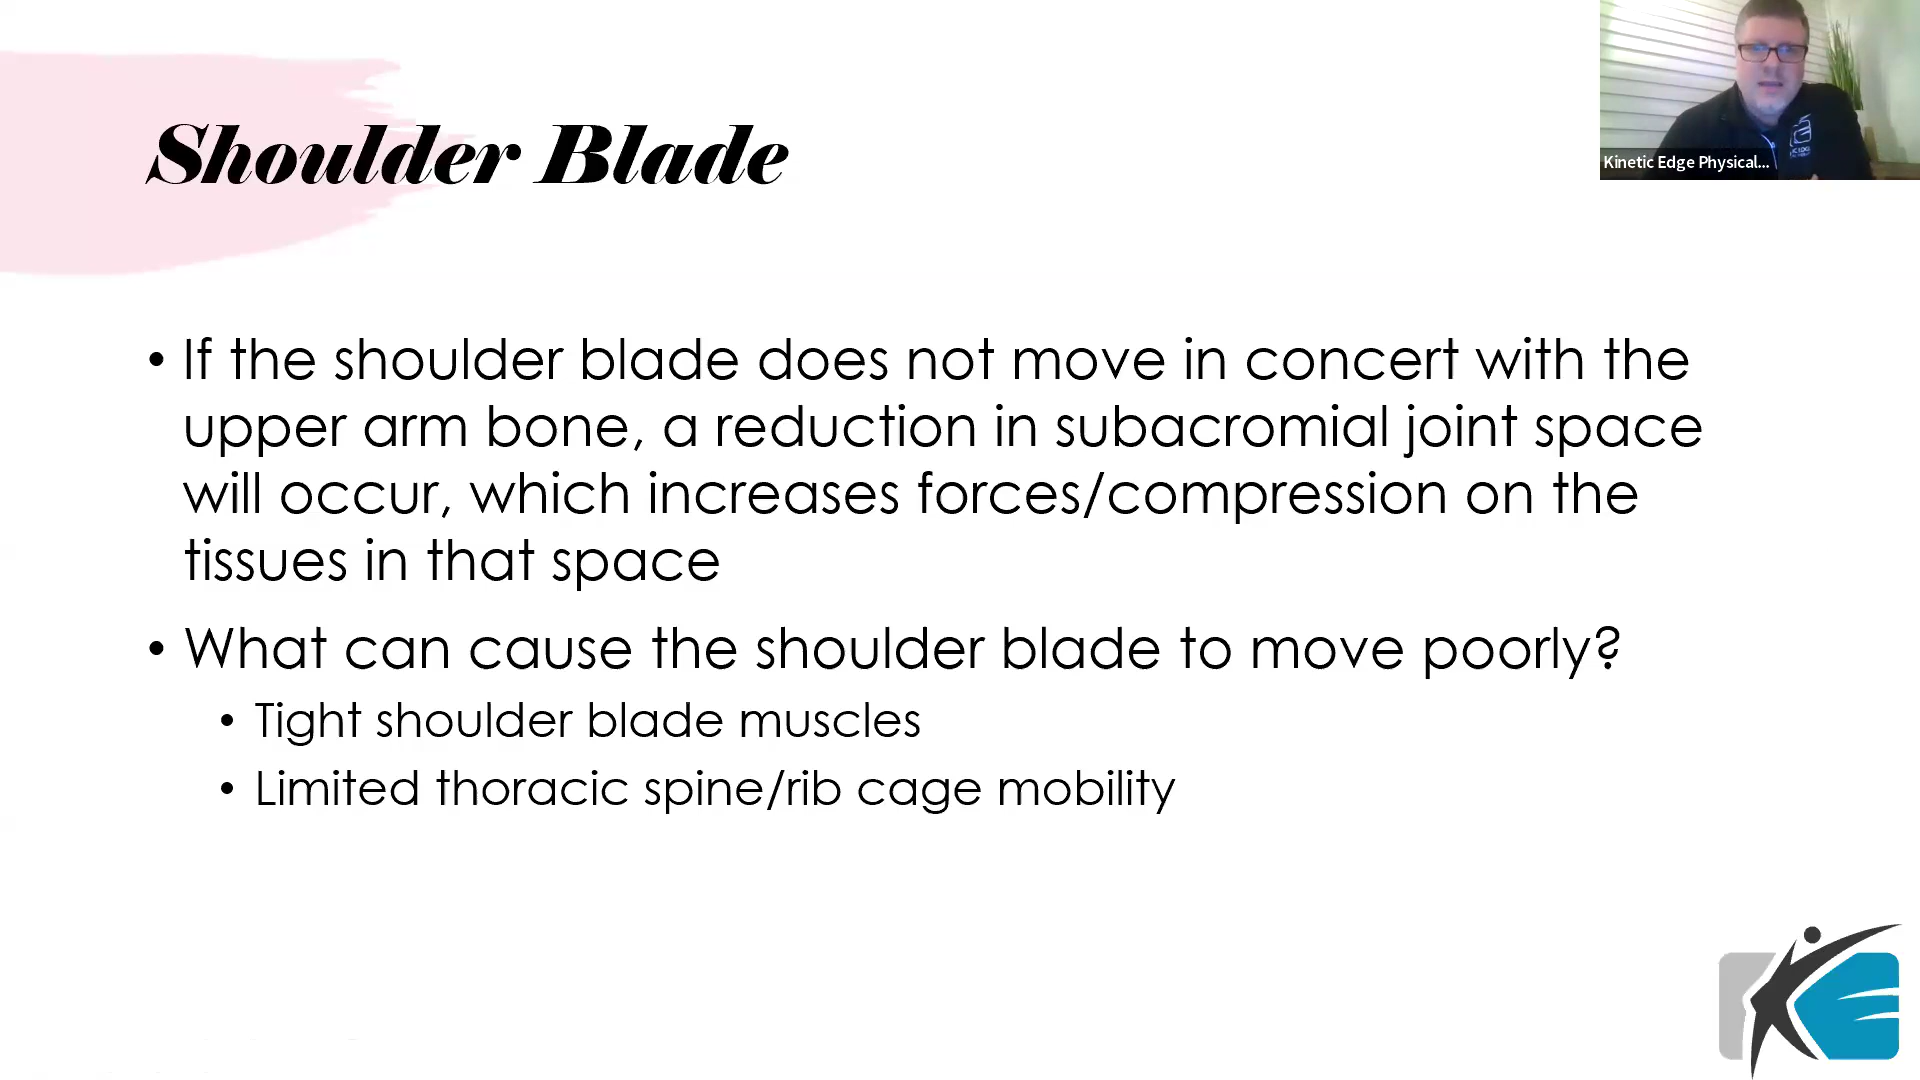 Shoulder Blade
Kinetic Edge Physical...
• If the shoulder blade does not move in concert with the
upper arm bone, a reduction in subacromial joint space
will occur, which increases forces/compression on the
tissues in that space
• What can cause the shoulder blade to move poorly?
• Tight shoulder blade muscles
• Limited thoracic spine/rib cage mobility